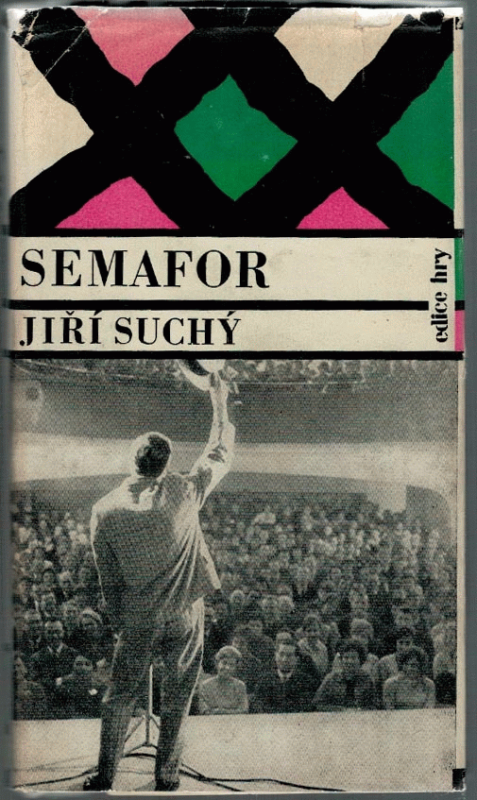 SEMAFOR
JIŘÍ SUCHÝ
edice hry